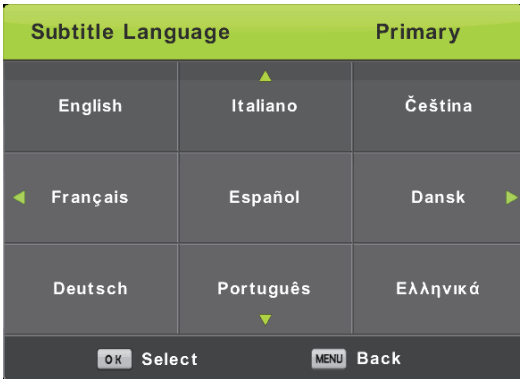 Subtitle Language Primary
English Italiano Čeština
Français Español Dansk
Deutsch Português Ελληνικά
OK Select MENU Back